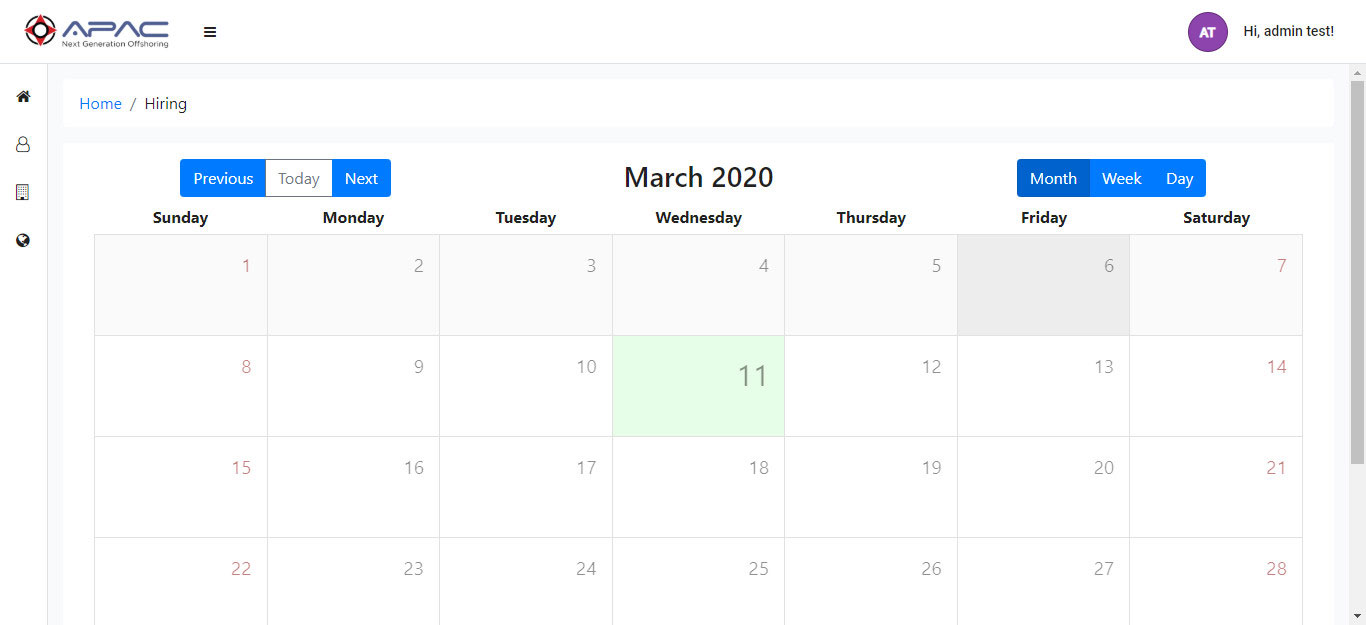 APAC
Next Generation Offshoring
AT Hi, admin test!
Home / Hiring
Previous Today Next March 2020 Month Week Day
Sunday Monday Tuesday Wednesday Thursday Friday Saturday
1 2 3 4 5 6 7
8 9 10 11 12 13 14
15 16 17 18 19 20 21
22 23 24 25 26 27 28